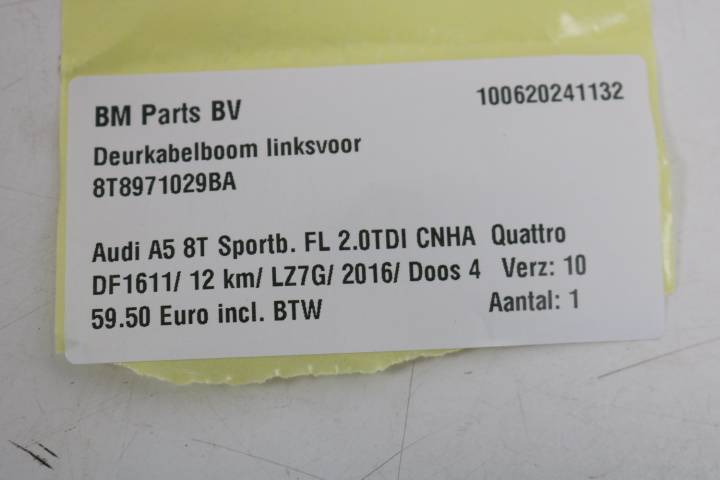 BM Parts BV 100620241132
Deurkabelboom linksvoor
8T8971029BA
Audi A5 8T Sportb. FL 2.0TDI CNHA Quattro
DF1611/ 12 km/ LZ7G/ 2016/ Doos 4 Verz: 10
59.50 Euro incl. BTW Aantal: 1